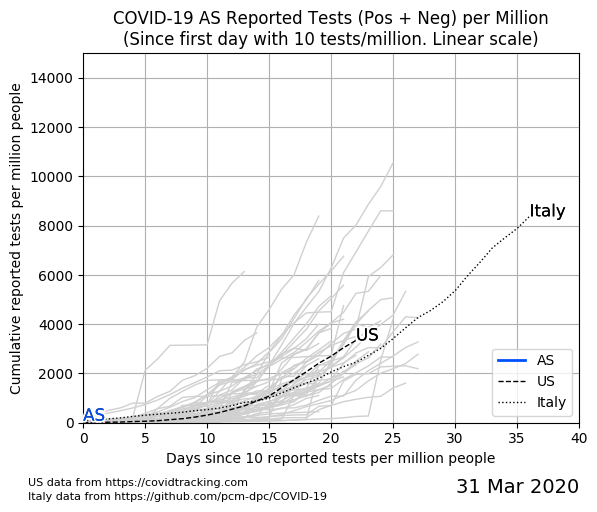 COVID-19 AS Reported Tests (Pos + Neg) per Million
(Since first day with 10 tests/million. Linear scale)
Cumulative reported tests per million people
14000
12000
10000
8000
6000
4000
2000
0
Italy
US
AS
AS
US
Italy
0 5 10 15 20 25 30 35 40
Days since 10 reported tests per million people
US data from https://covidtracking.com
Italy data from https://github.com/pcm-dpc/COVID-19
31 Mar 2020